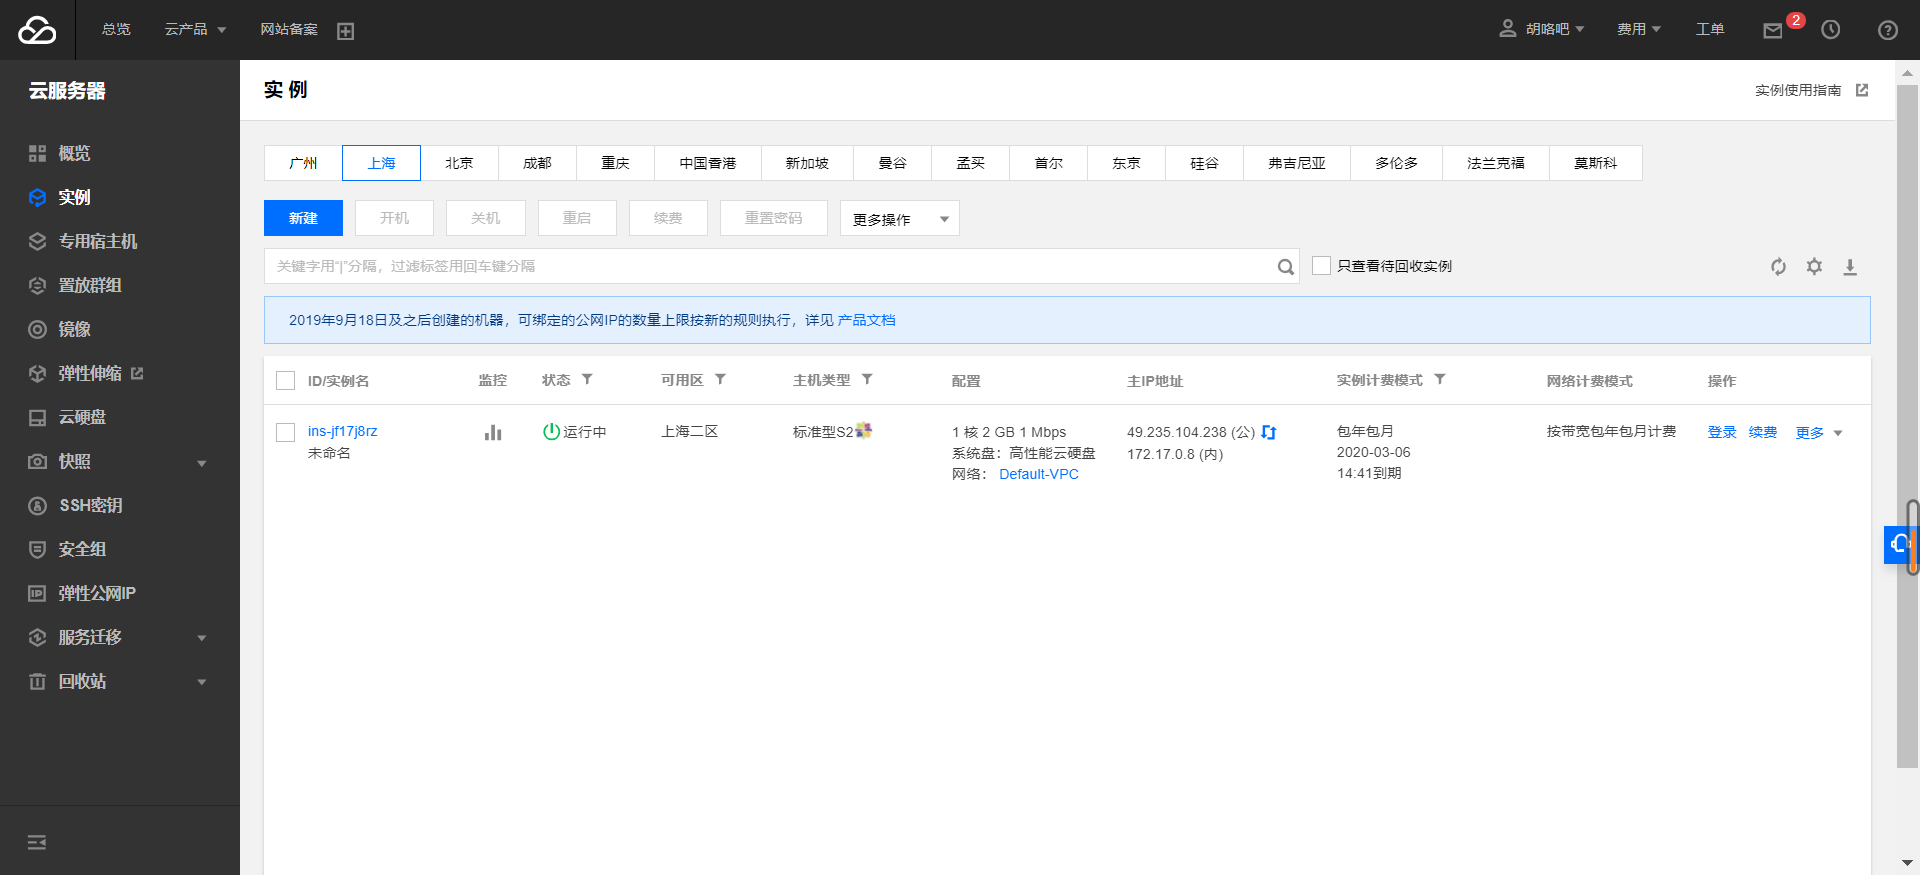 总览 云产品 网站备案 胡咯吧 费用 工单 2
云服务器
概览
实例
专用宿主机
置放群组
镜像
弹性伸缩
云硬盘
快照
SSH密钥
安全组
弹性公网IP
服务迁移
回收站
实例 实例使用指南
广州 上海 北京 成都 重庆 中国香港 新加坡 曼谷 孟买 首尔 东京 硅谷 弗吉尼亚 多伦多 法兰克福 莫斯科
新建 开机 关机 重启 续费 重置密码 更多操作
关键字用"|"分隔，过滤标签用回车键分隔 只查看待回收实例
2019年9月18日及之后创建的机器，可绑定的公网IP的数量上限按新的规则执行，详见 产品文档
ID/实例名 监控 状态 可用区 主机类型 配置 主IP地址 实例计费模式 网络计费模式 操作
ins-jf17j8rz 运行中 上海二区 标准型S2 1 核 2 GB 1 Mbps 49.235.104.238 (公) 包年包月 按带宽包年包月计费 登录 续费 更多
未命名 系统盘：高性能云硬盘 172.17.0.8 (内) 2020-03-06
网络： Default-VPC 14:41到期